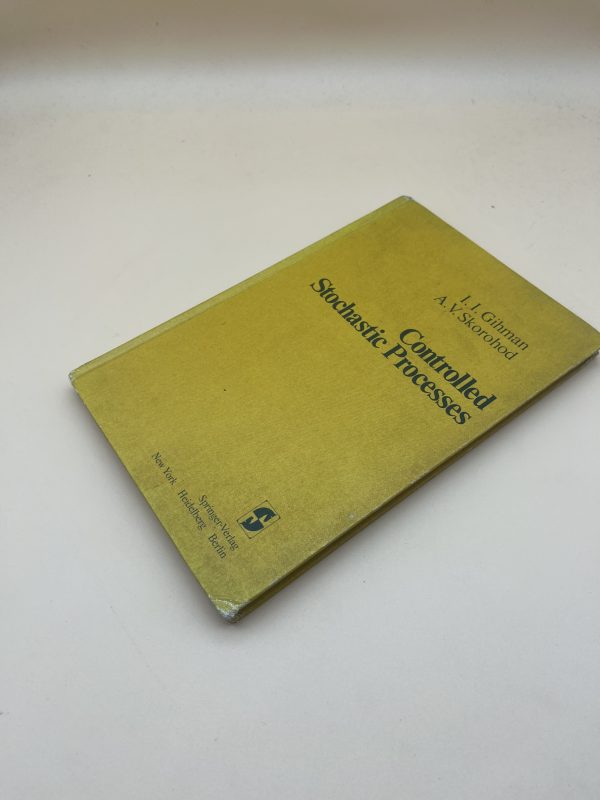 I. I. Gihman
A. V. Skorohod
Controlled
Stochastic Processes
Springer-Verlag
New York Heidelberg Berlin